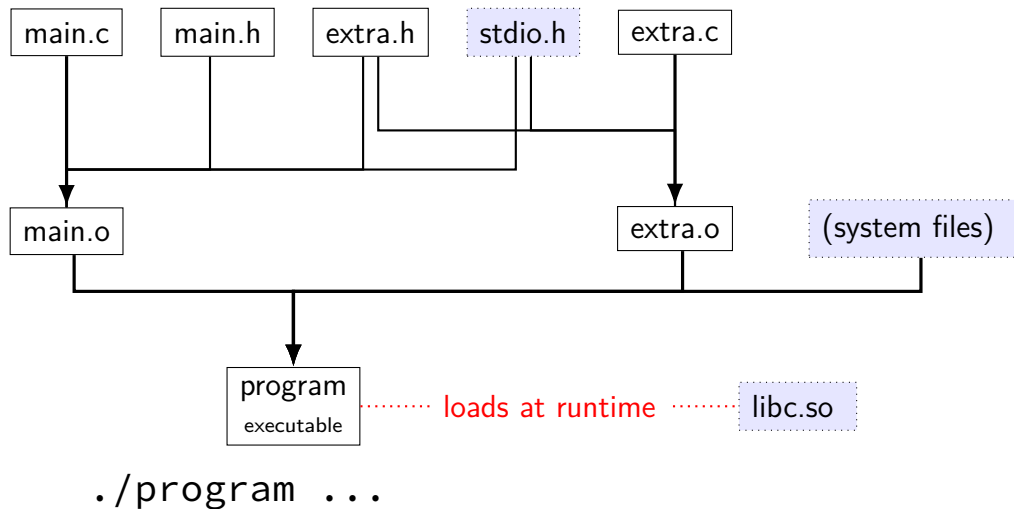 main.c main.h extra.h stdio.h extra.c
main.o extra.o (system files)
program
executable
loads at runtime libc.so
./program ...